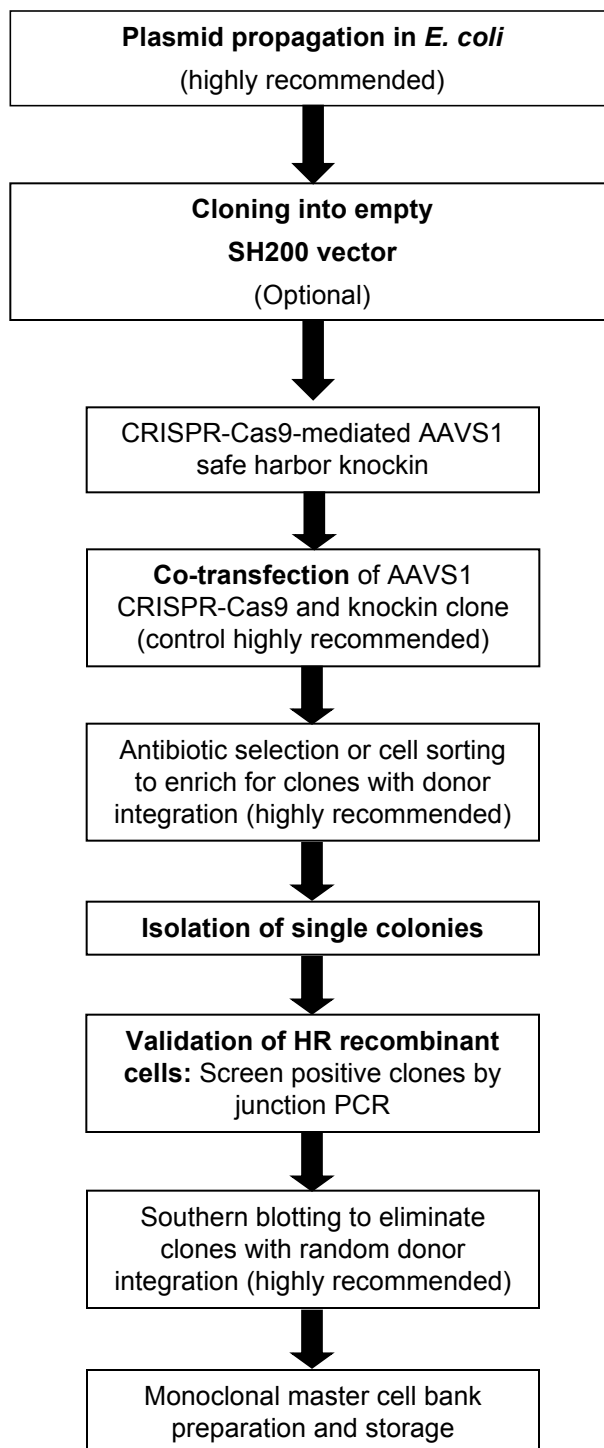 Plasmid propagation in E. coli
(highly recommended)
Cloning into empty
SH200 vector
(Optional)
CRISPR-Cas9-mediated AAVS1
safe harbor knockin
Co-transfection of AAVS1
CRISPR-Cas9 and knockin clone
(control highly recommended)
Antibiotic selection or cell sorting
to enrich for clones with donor
integration (highly recommended)
Isolation of single colonies
Validation of HR recombinant
cells: Screen positive clones by
junction PCR
Southern blotting to eliminate
clones with random donor
integration (highly recommended)
Monoclonal master cell bank
preparation and storage